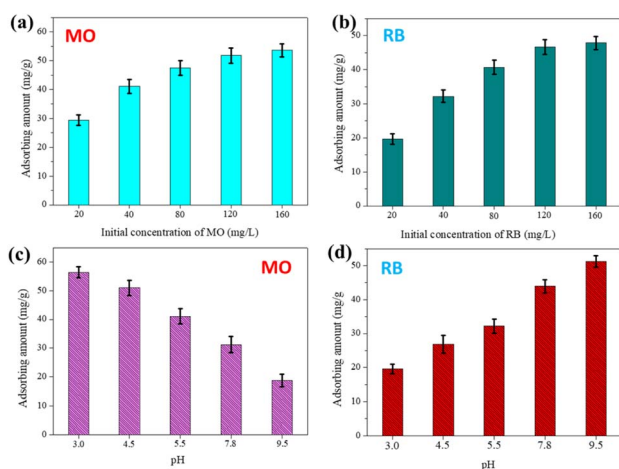 (a)
MO
Adsorbing amount (mg/g)
60
50
40
30
20
10
0
20 40 80 120 160
Initial concentration of MO (mg/L)
(b)
RB
Adsorbing amount (mg/g)
50
40
30
20
10
0
20 40 80 120 160
Initial concentration of RB (mg/L)
(c)
MO
Adsorbing amount (mg/g
60
50
40
30
20
10
0
3.0 4.5 5.5 7.8 9.5
pH
(d)
RB
Adsorbing amount (mg/g
50
40
30
20
10
0
3.0 4.5 5.5 7.8 9.5
pH